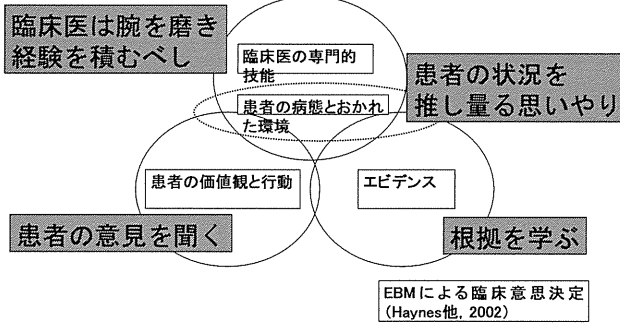 臨床医は腕を磨き
経験を積むべし
臨床医の専門的
技能
患者の状況を
推し量る思いやり
患者の病態とおかれ
た環境
患者の価値観と行動
エビデンス
患者の意見を聞く
根拠を学ぶ
EBMによる臨床意思決定
(Haynes他, 2002)